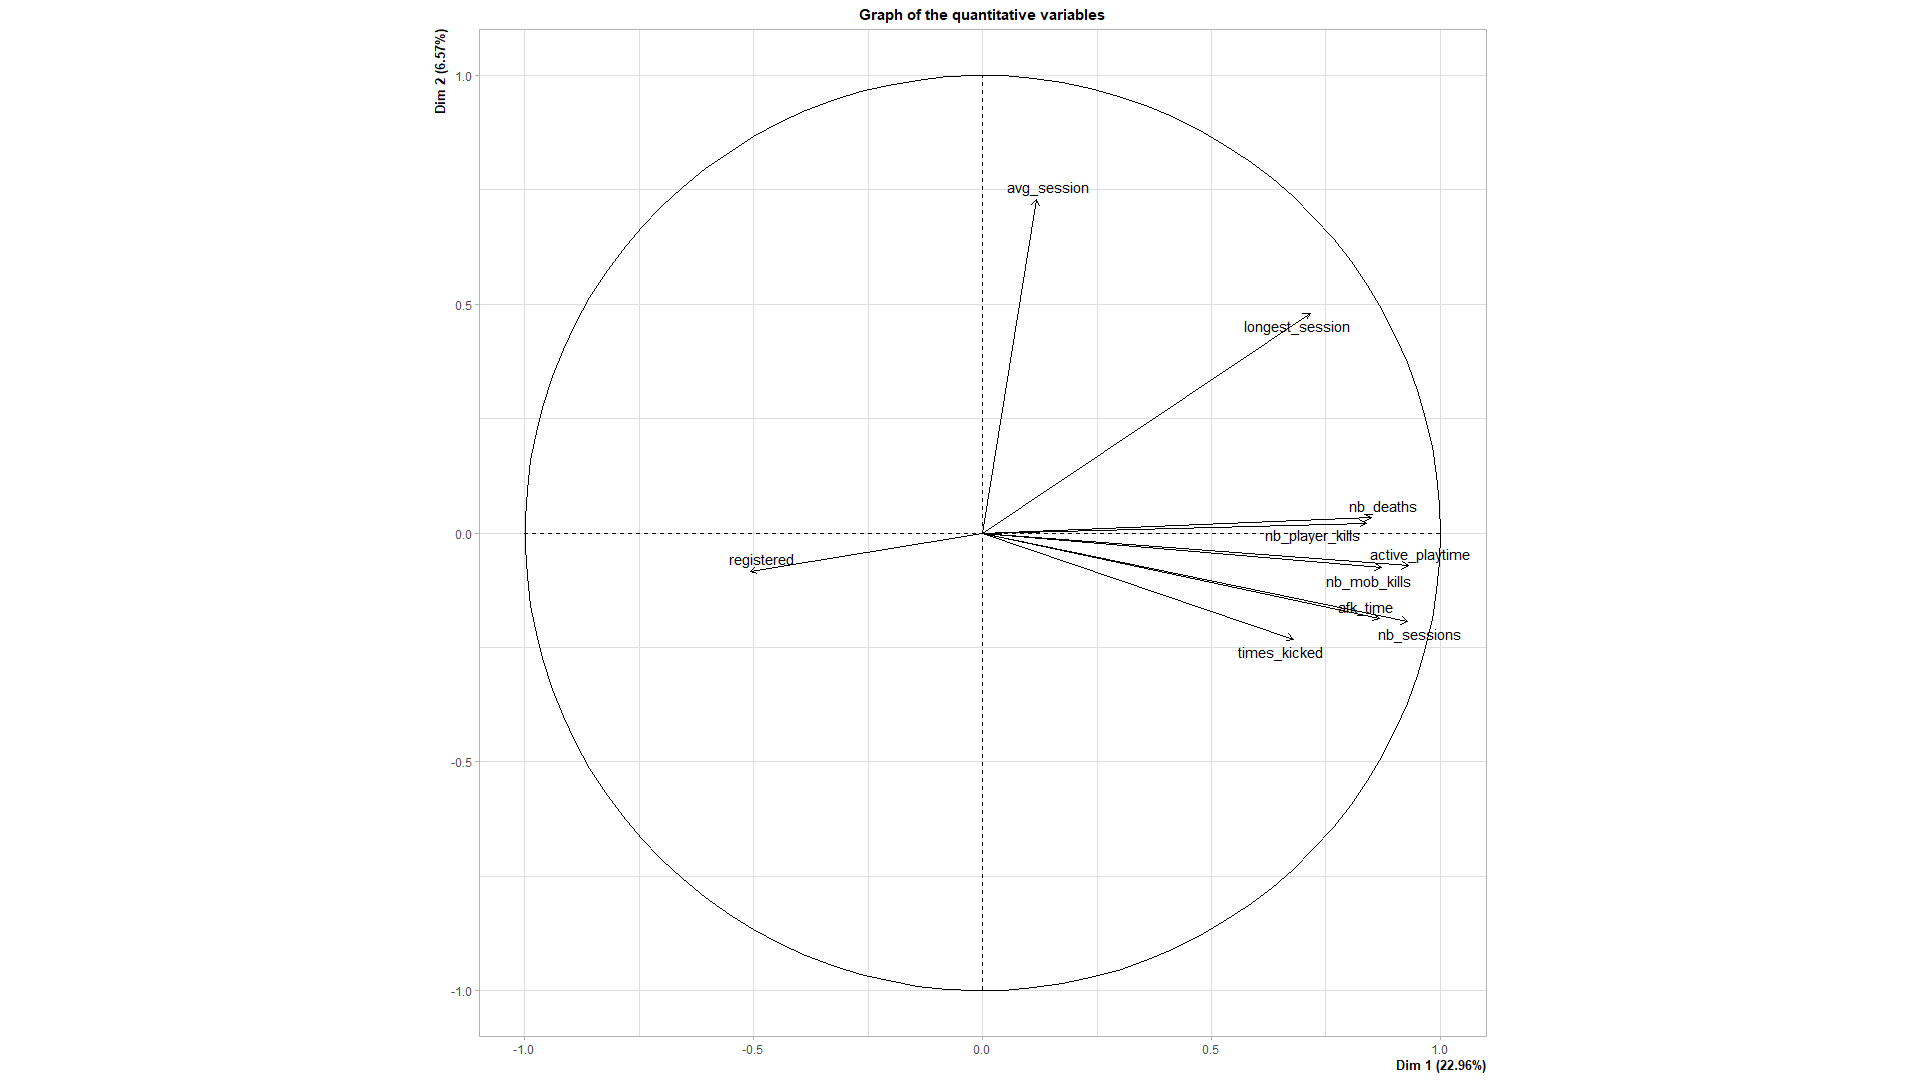 Graph of the quantitative variables
Dim 2 (6.57%)
1.0
avg_session
0.5
longest_session
nb_deaths
0.0
nb_player_kills
active_playtime
registered
nb_mob_kills
afk_time
nb_sessions
times_kicked
-0.5
-1.0
-1.0 -0.5 0.0 0.5 1.0
Dim 1 (22.96%)